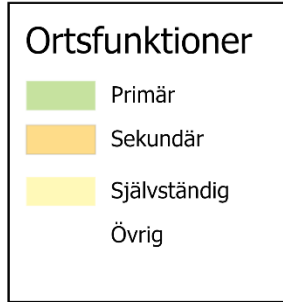 Ortsfunktioner
Primär
Sekundär
Självständig
Övrig